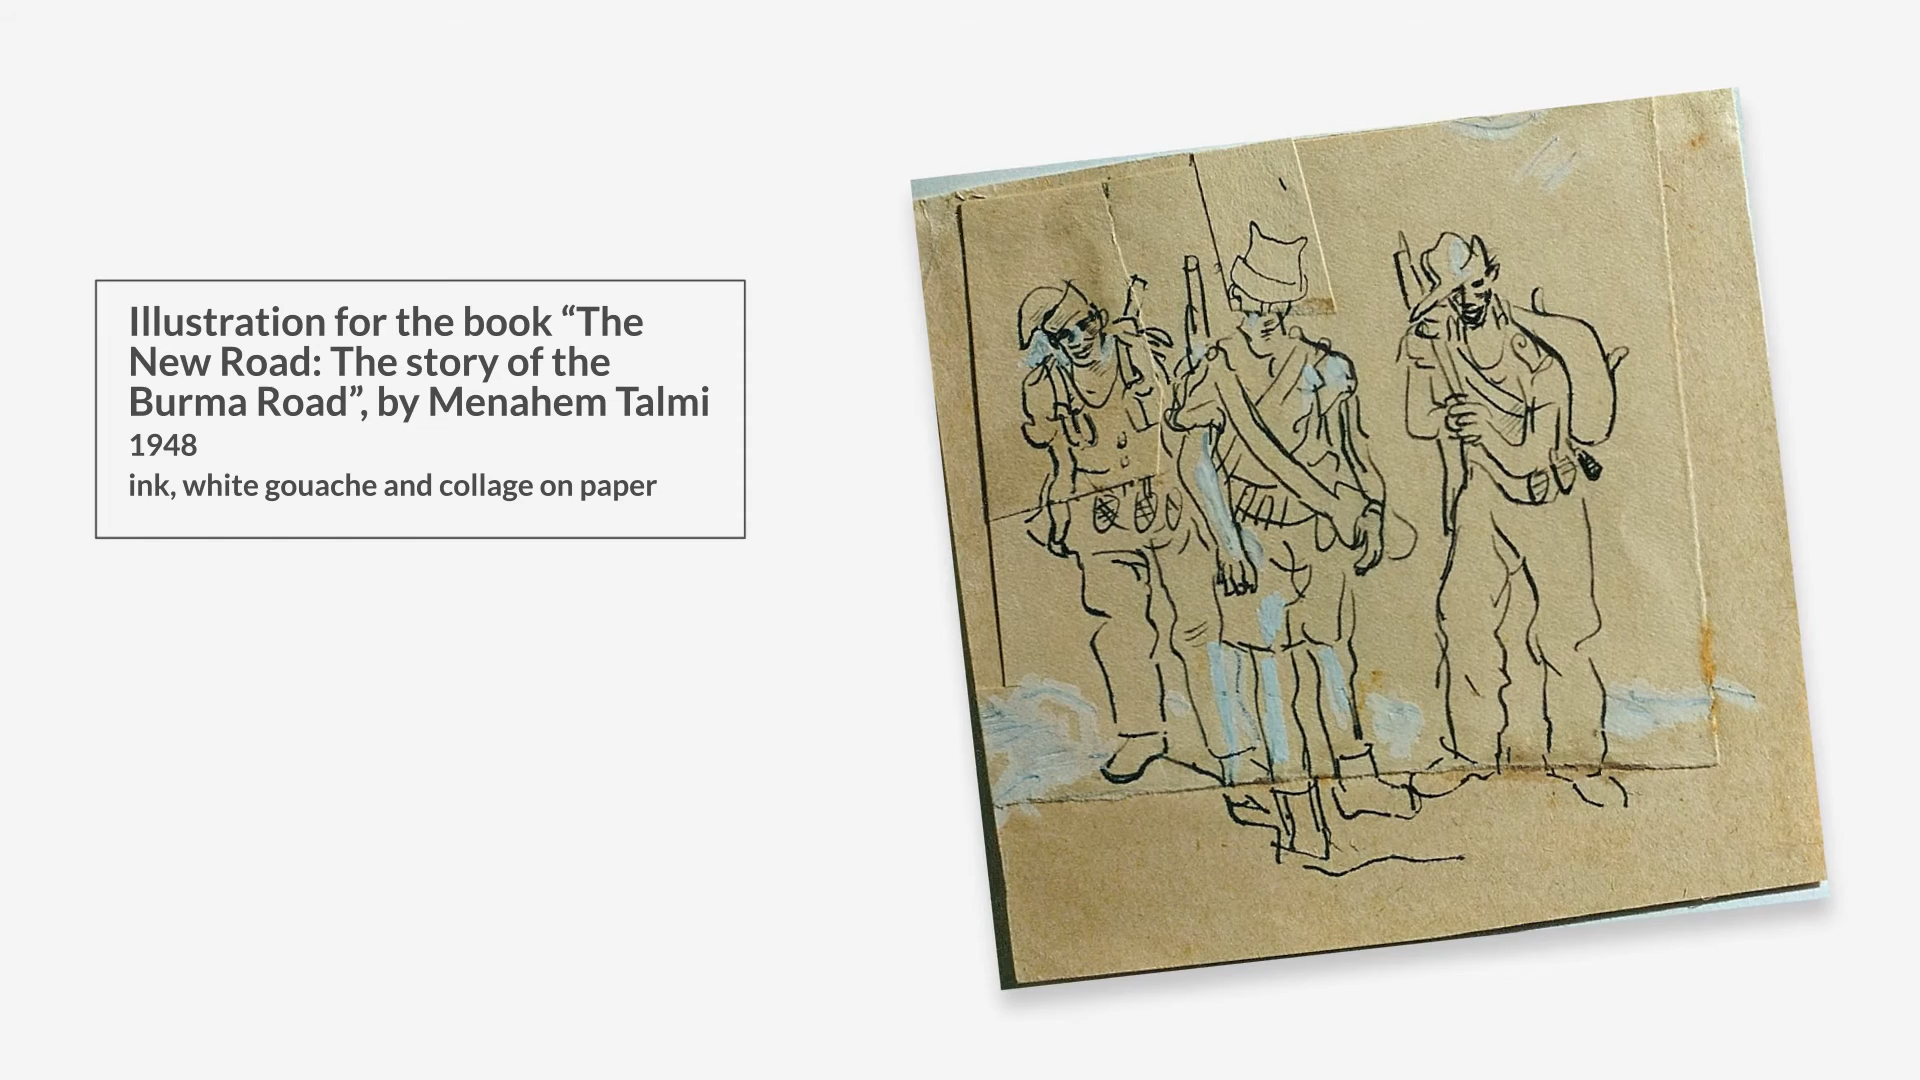 Illustration for the book “The
New Road: The story of the
Burma Road”, by Menahem Talmi
1948
ink, white gouache and collage on paper